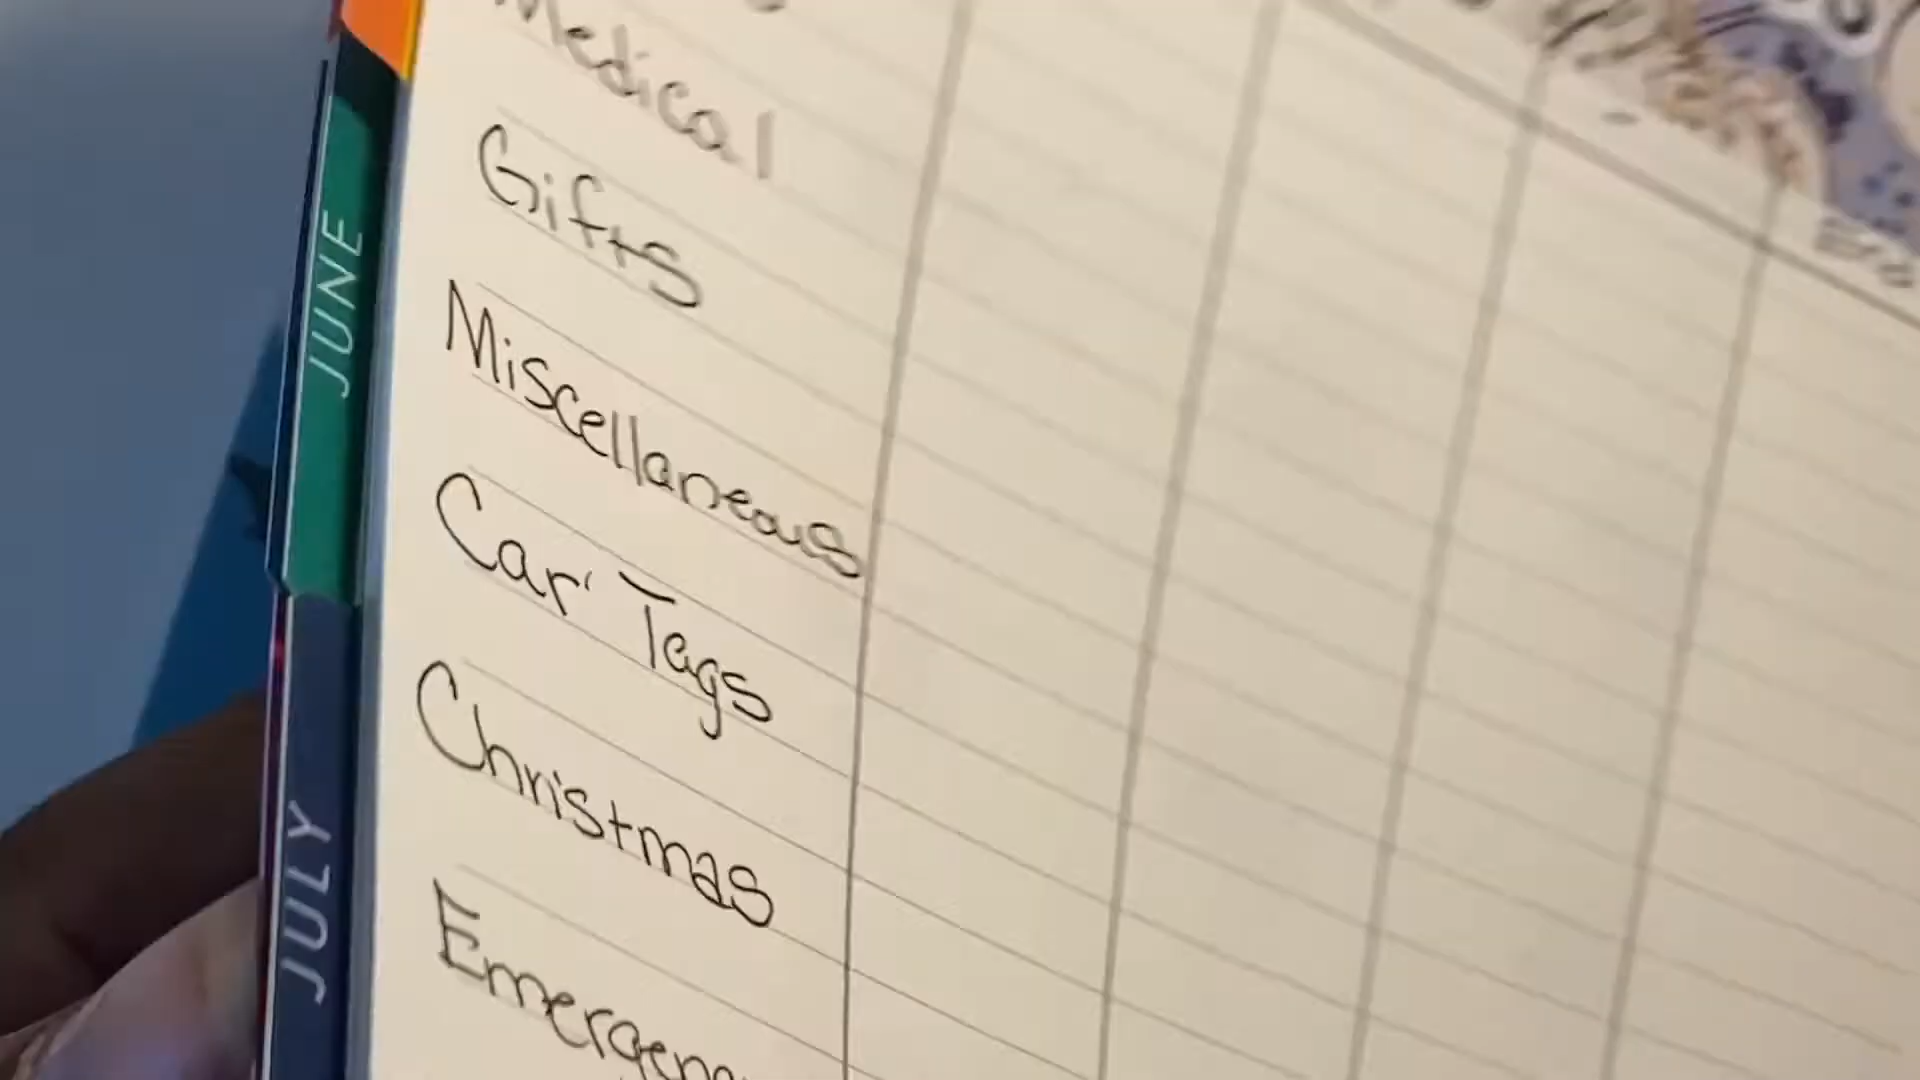 Medical
Gifts
Miscellaneous
Car Tags
Christmas
JUNE
JULY